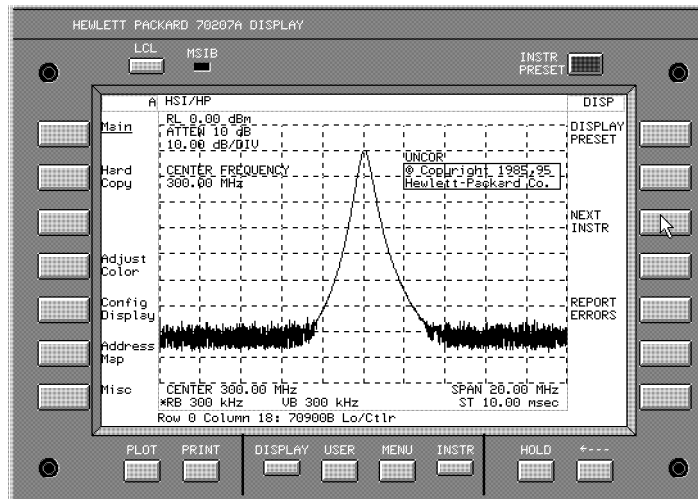 HEWLETT PACKARD 70207A DISPLAY
LCL
MSIB
INSTR
PRESET
A HSI/HP
DISP
RL 0.00 dBm
ATTEN 10 dB
10.00 dB/DIV
Main
DISPLAY
PRESET
UNCOR
CENTER FREQUENCY
300.00 MHz
© Copyright 1985,95
Hewlett-Packard Co.
Hard
Copy
NEXT
INSTR
Adjust
Color
Config
Display
REPORT
ERRORS
Address
Map
Misc
CENTER 300.00 MHz
SPAN 20.00 MHz
*RB 300 kHz
VB 300 kHz
ST 10.00 msec
Row 0 Column 18: 70900B Lo/Ctlr
PLOT
PRINT
DISPLAY
USER
MENU
INSTR
HOLD
←---